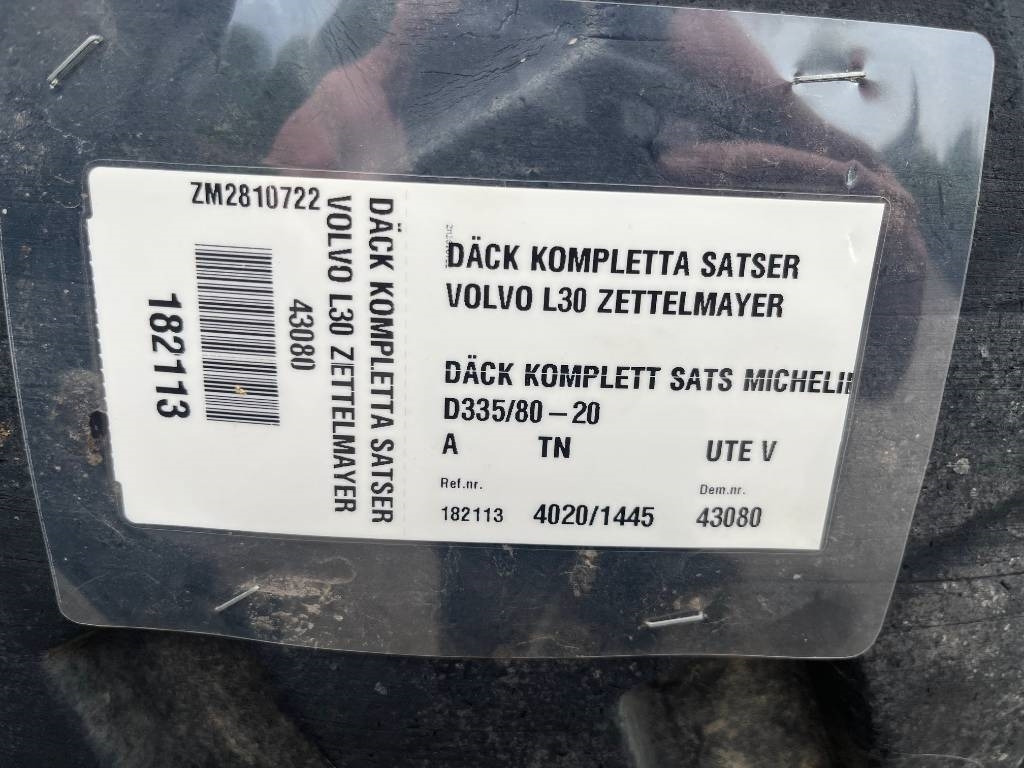 ZM2810722
182113
43080
VOLVO L30 ZETTELMAYER
DÄCK KOMPLETTA SATSER
DÄCK KOMPLETTA SATSER
VOLVO L30 ZETTELMAYER
DÄCK KOMPLETT SATS
D335/80-20
A TN UTE V
Ref.nr. Dem.nr.
182113 4020/1445 43080